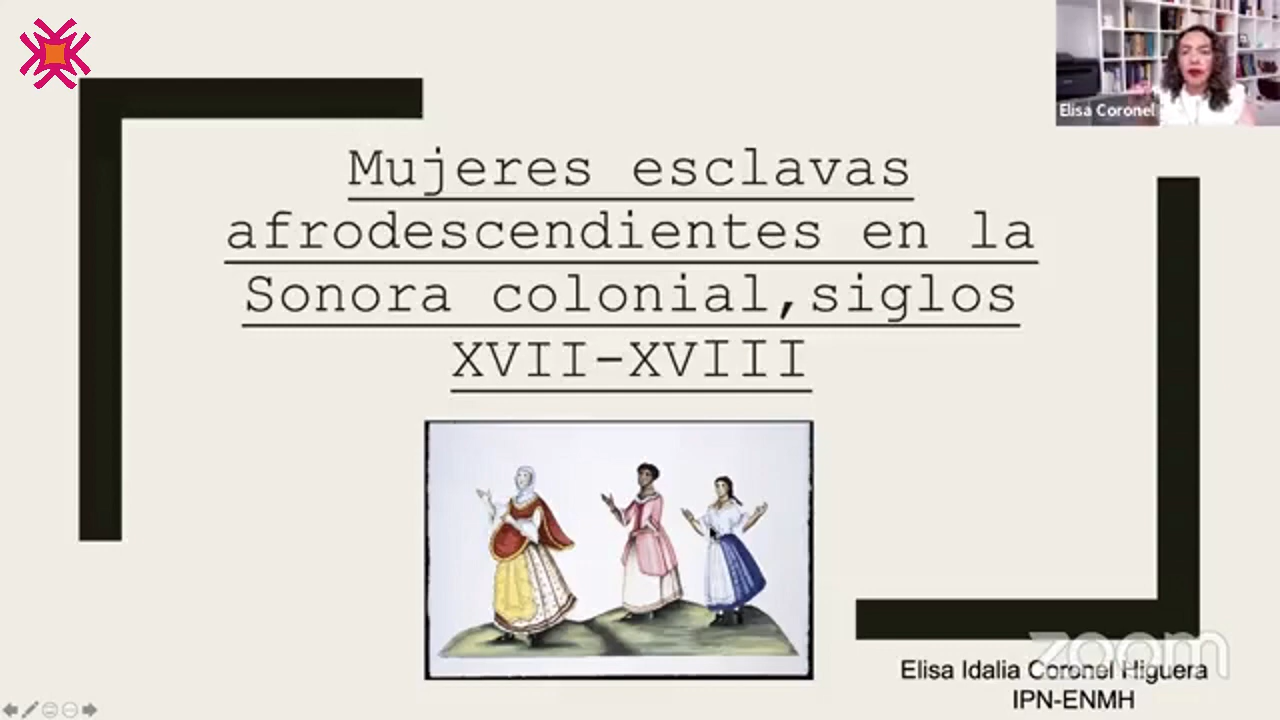 Elisa Coronel
Mujeres esclavas
afrodescendientes en la
Sonora colonial,siglos
XVII-XVIII
zoom
Elisa Idalia Coronel Higuera
IPN-ENMH